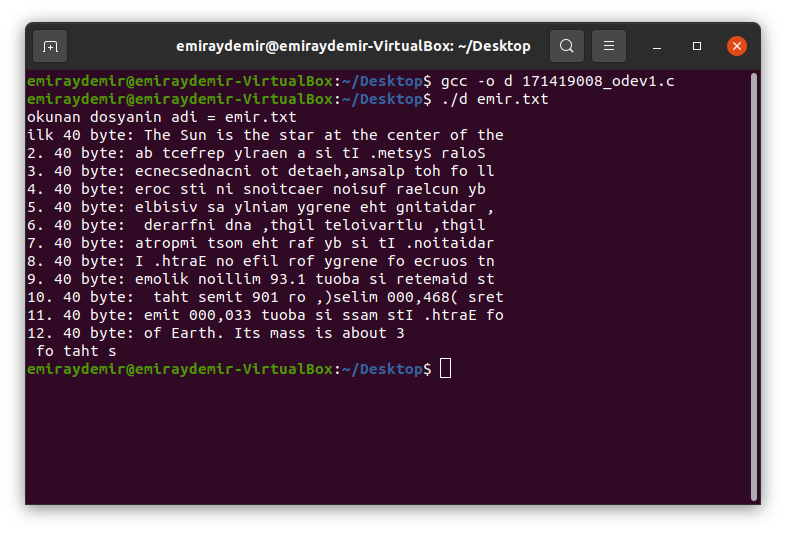 emiraydemir@emiraydemir-VirtualBox: ~/Desktop
emiraydemir@emiraydemir-VirtualBox:~/Desktop$ gcc -o d 171419008_odev1.c
emiraydemir@emiraydemir-VirtualBox:~/Desktop$ ./d emir.txt
okunan dosyanin adi = emir.txt
ilk 40 byte: The Sun is the star at the center of the
2. 40 byte: ab tcefrep ylraen a si tI .metsyS raloS
3. 40 byte: ecnecsednacni ot detaeh,amsalp toh fo ll
4. 40 byte: eroc sti ni snoitcaer noisuf raelcun yb
5. 40 byte: elbisiv sa ylniam ygrene eht gnitaidar ,
6. 40 byte:  derarfni dna ,thgil teloivartlu ,thgil
7. 40 byte: atropmi tsom eht raf yb si tI .noitaidar
8. 40 byte: I .htraE no efil rof ygrene fo ecruos tn
9. 40 byte: emolik noillim 93.1 tuoba si retemaid st
10. 40 byte:  taht semit 901 ro ,)selim 000,468( sret
11. 40 byte: emit 000,033 tuoba si ssam stI .htraE fo
12. 40 byte: of Earth. Its mass is about 3
 fo taht s
emiraydemir@emiraydemir-VirtualBox:~/Desktop$